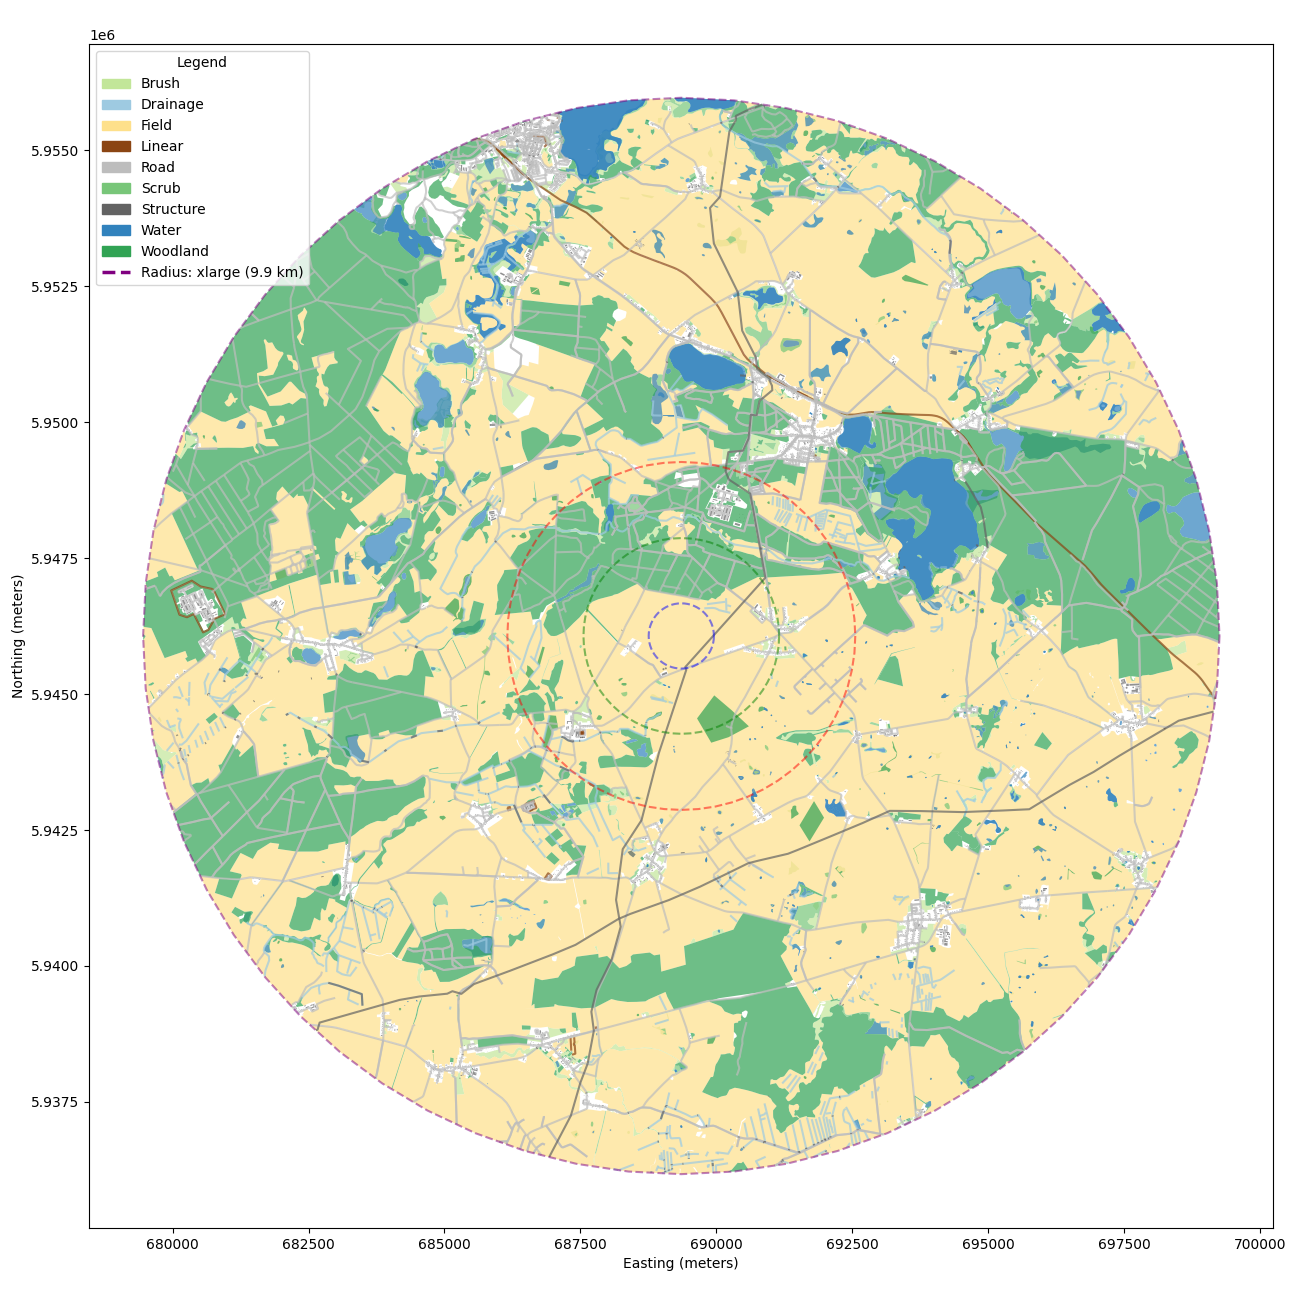 1e6
Legend
Brush
Drainage
Field
Linear
Road
Scrub
Structure
Water
Woodland
Radius: xlarge (9.9 km)
5.9550
5.9525
5.9500
5.9475
5.9450
5.9425
5.9400
5.9375
Northing (meters)
680000 682500 685000 687500 690000 692500 695000 697500 700000
Easting (meters)